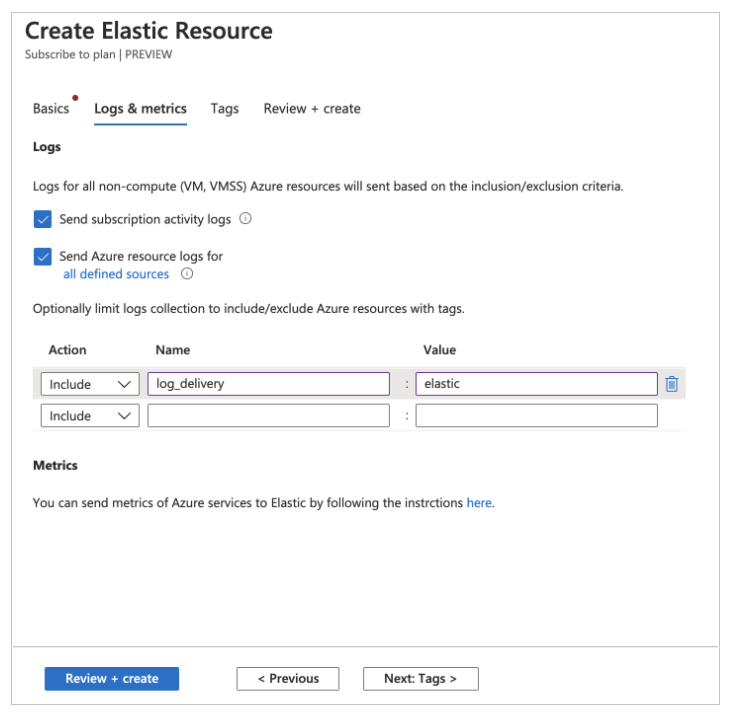 Create Elastic Resource
Subscribe to plan | PREVIEW
Basics Logs & metrics Tags Review + create
Logs
Logs for all non-compute (VM, VMSS) Azure resources will sent based on the inclusion/exclusion criteria.
Send subscription activity logs
Send Azure resource logs for
all defined sources
Optionally limit logs collection to include/exclude Azure resources with tags.
Action Name Value
Include log_delivery : elastic
Include :
Metrics
You can send metrics of Azure services to Elastic by following the instrctions here.
Review + create < Previous Next: Tags >